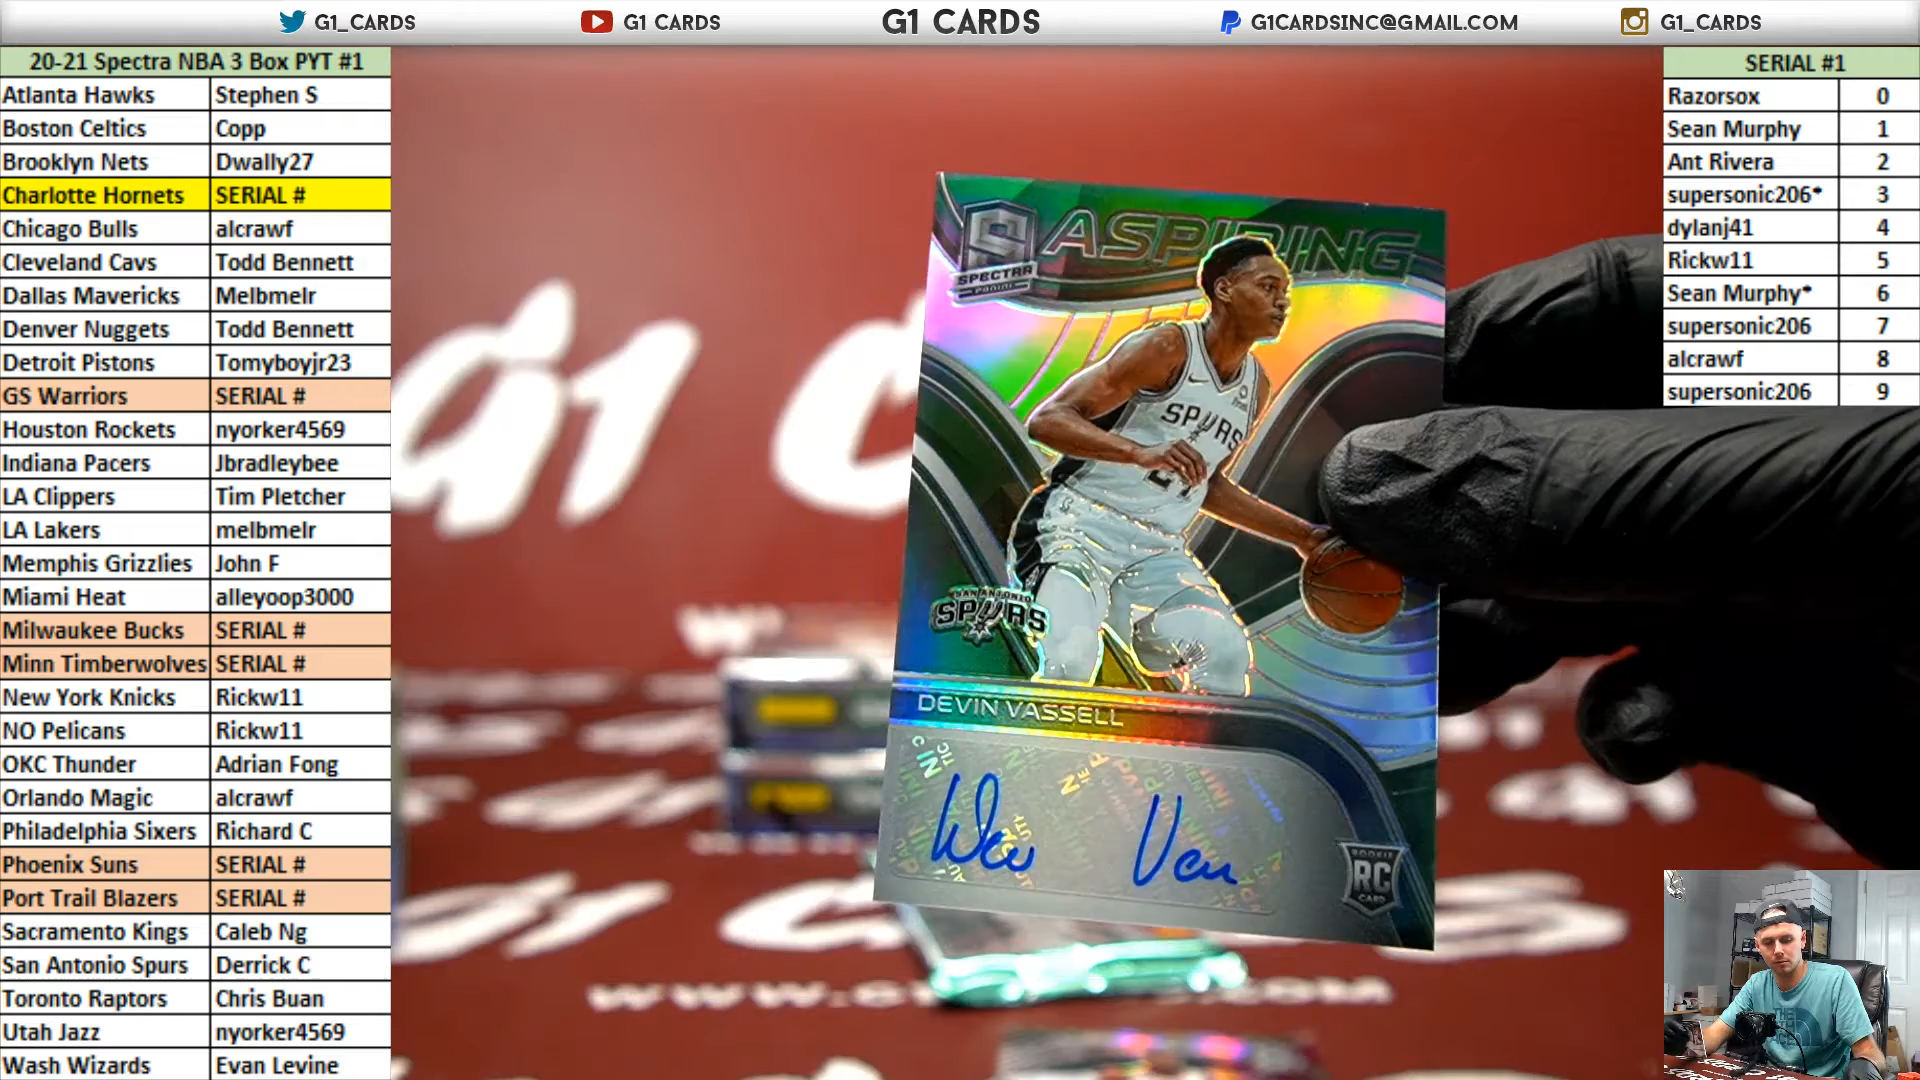 G1_CARDS G1 CARDS G1 CARDS G1CARDSINC@GMAIL.COM G1_CARDS
20-21 Spectra NBA 3 Box PYT #1
Atlanta Hawks Stephen S
Boston Celtics Copp
Brooklyn Nets Dwally27
Charlotte Hornets SERIAL #
Chicago Bulls alcrawf
Cleveland Cavs Todd Bennett
Dallas Mavericks Melbmelr
Denver Nuggets Todd Bennett
Detroit Pistons Tomyboyjr23
GS Warriors SERIAL #
Houston Rockets nyorker4569
Indiana Pacers Jbradleybee
LA Clippers Tim Pletcher
LA Lakers melbmelr
Memphis Grizzlies John F
Miami Heat alleyoop3000
Milwaukee Bucks SERIAL #
Minn Timberwolves SERIAL #
New York Knicks Rickw11
NO Pelicans Rickw11
OKC Thunder Adrian Fong
Orlando Magic alcrawf
Philadelphia Sixers Richard C
Phoenix Suns SERIAL #
Port Trail Blazers SERIAL #
Sacramento Kings Caleb Ng
San Antonio Spurs Derrick C
Toronto Raptors Chris Buan
Utah Jazz nyorker4569
Wash Wizards Evan Levine
ASPIRING
SPECTRA
PANINI
SPURS
SAN ANTONIO
SPURS
DEVIN VASSELL
ROOKIE
RC
CARD
SERIAL #1
Razorsox 0
Sean Murphy 1
Ant Rivera 2
supersonic206* 3
dylanj41 4
Rickw11 5
Sean Murphy* 6
supersonic206 7
alcrawf 8
supersonic206 9